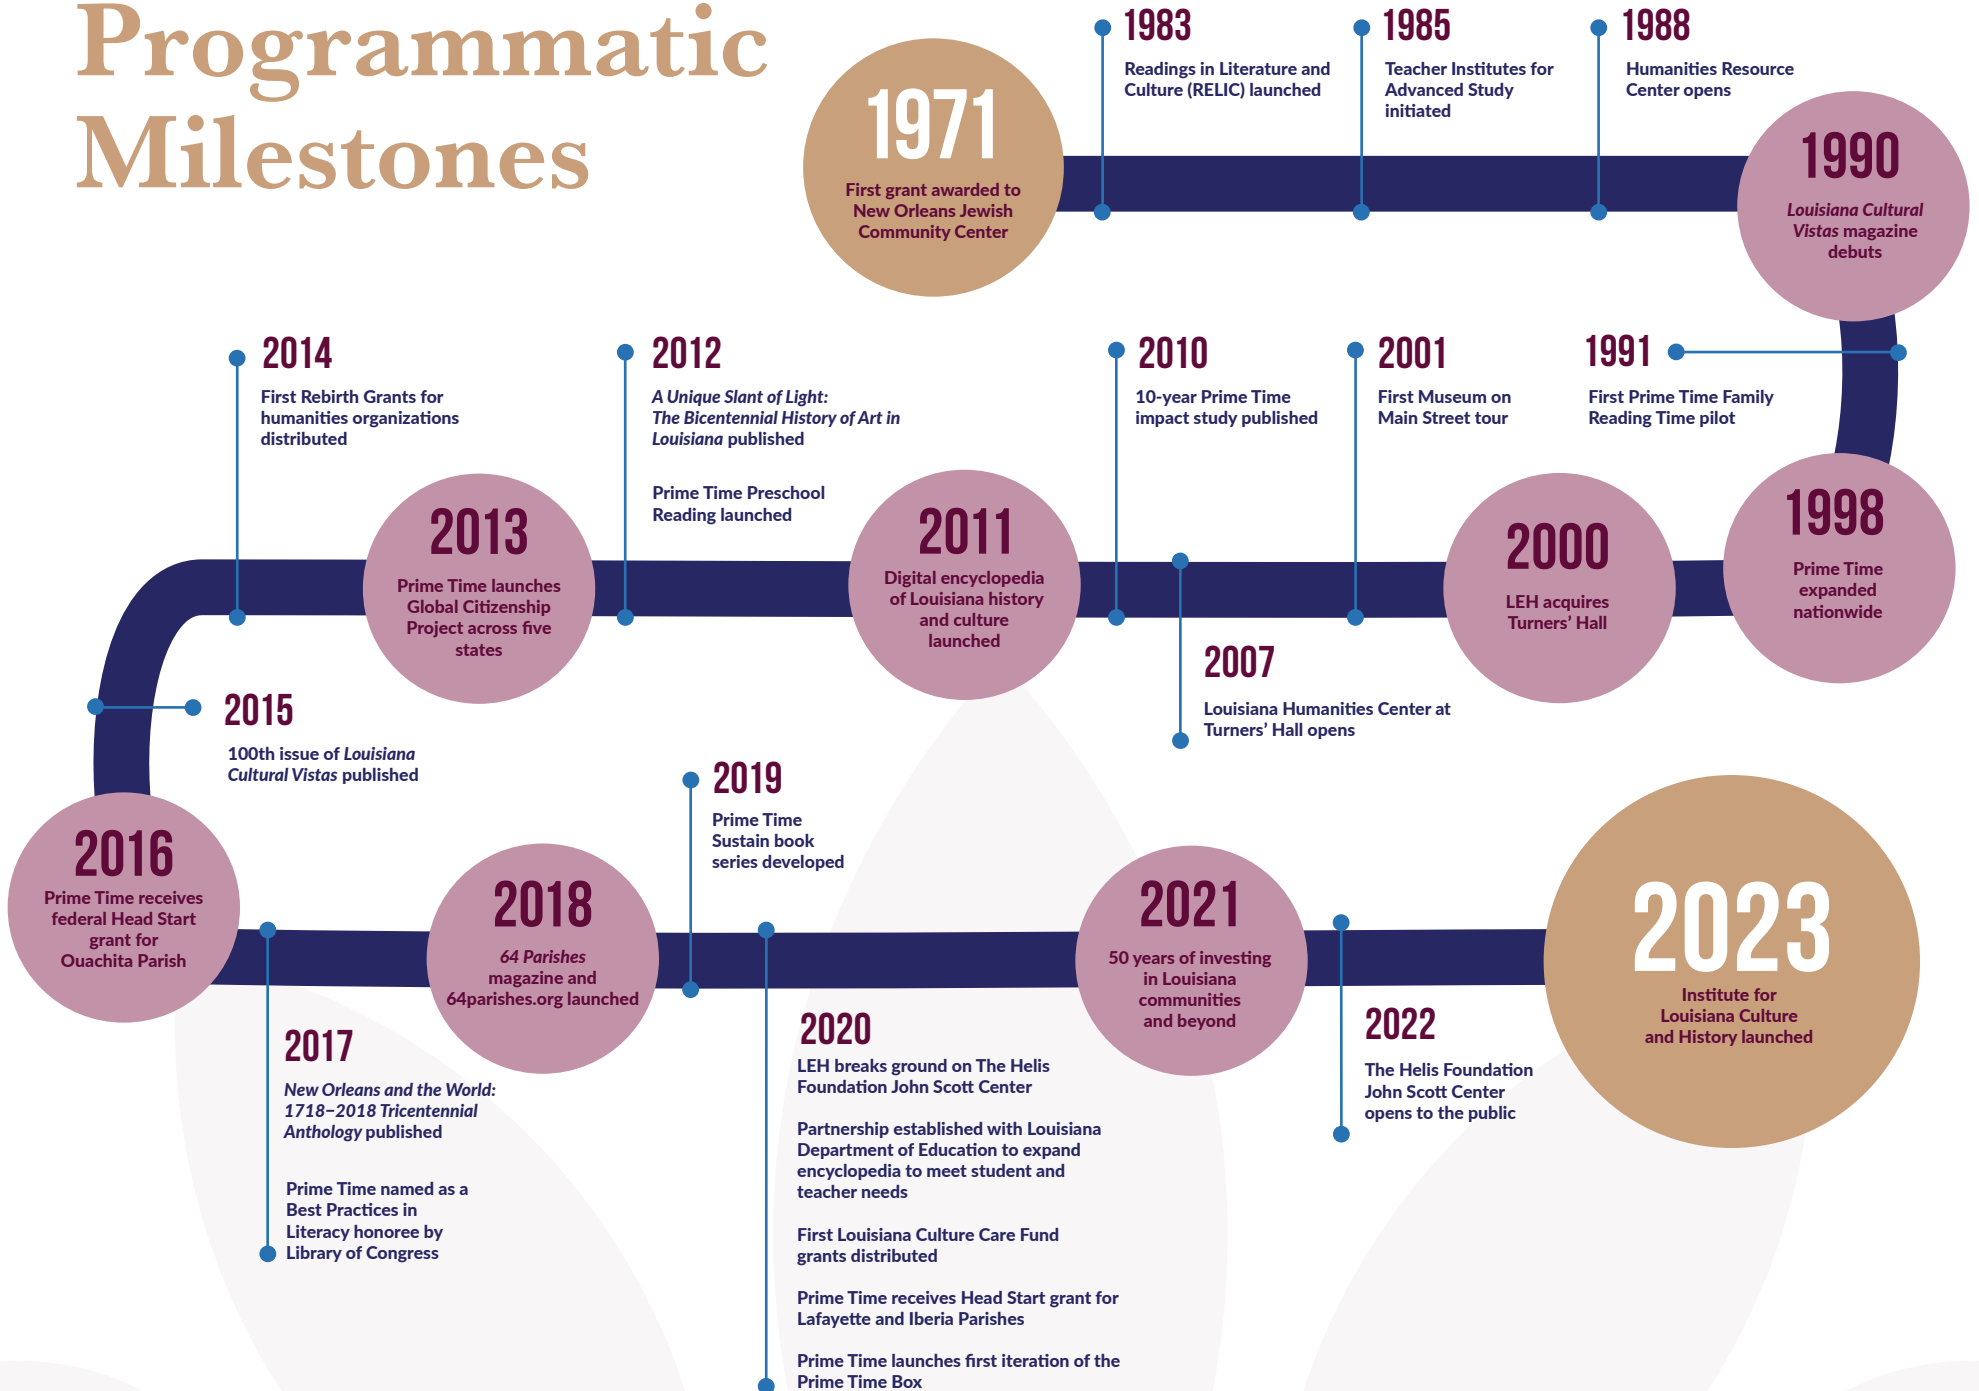 Programmatic
Milestones
1971
First grant awarded to
New Orleans Jewish
Community Center
1983
Readings in Literature and
Culture (RELIC) launched
1985
Teacher Institutes for
Advanced Study
initiated
1988
Humanities Resource
Center opens
1990
Louisiana Cultural
Vistas magazine
debuts
1991
First Prime Time Family
Reading Time pilot
1998
Prime Time
expanded
nationwide
2000
LEH acquires
Turners’ Hall
2001
First Museum on
Main Street tour
2007
Louisiana Humanities Center at
Turners’ Hall opens
2010
10-year Prime Time
impact study published
2011
Digital encyclopedia
of Louisiana history
and culture
launched
2012
A Unique Slant of Light:
The Bicentennial History of Art in
Louisiana published
Prime Time Preschool
Reading launched
2013
Prime Time launches
Global Citizenship
Project across five
states
2014
First Rebirth Grants for
humanities organizations
distributed
2015
100th issue of Louisiana
Cultural Vistas published
2016
Prime Time receives
federal Head Start
grant for
Ouachita Parish
2017
New Orleans and the World:
1718–2018 Tricentennial
Anthology published
Prime Time named as a
Best Practices in
Literacy honoree by
Library of Congress
2018
64 Parishes
magazine and
64parishes.org launched
2019
Prime Time
Sustain book
series developed
2020
LEH breaks ground on The Helis
Foundation John Scott Center
Partnership established with Louisiana
Department of Education to expand
encyclopedia to meet student and
teacher needs
First Louisiana Culture Care Fund
grants distributed
Prime Time receives Head Start grant for
Lafayette and Iberia Parishes
Prime Time launches first iteration of the
Prime Time Box
2021
50 years of investing
in Louisiana
communities
and beyond
2022
The Helis Foundation
John Scott Center
opens to the public
2023
Institute for
Louisiana Culture
and History launched